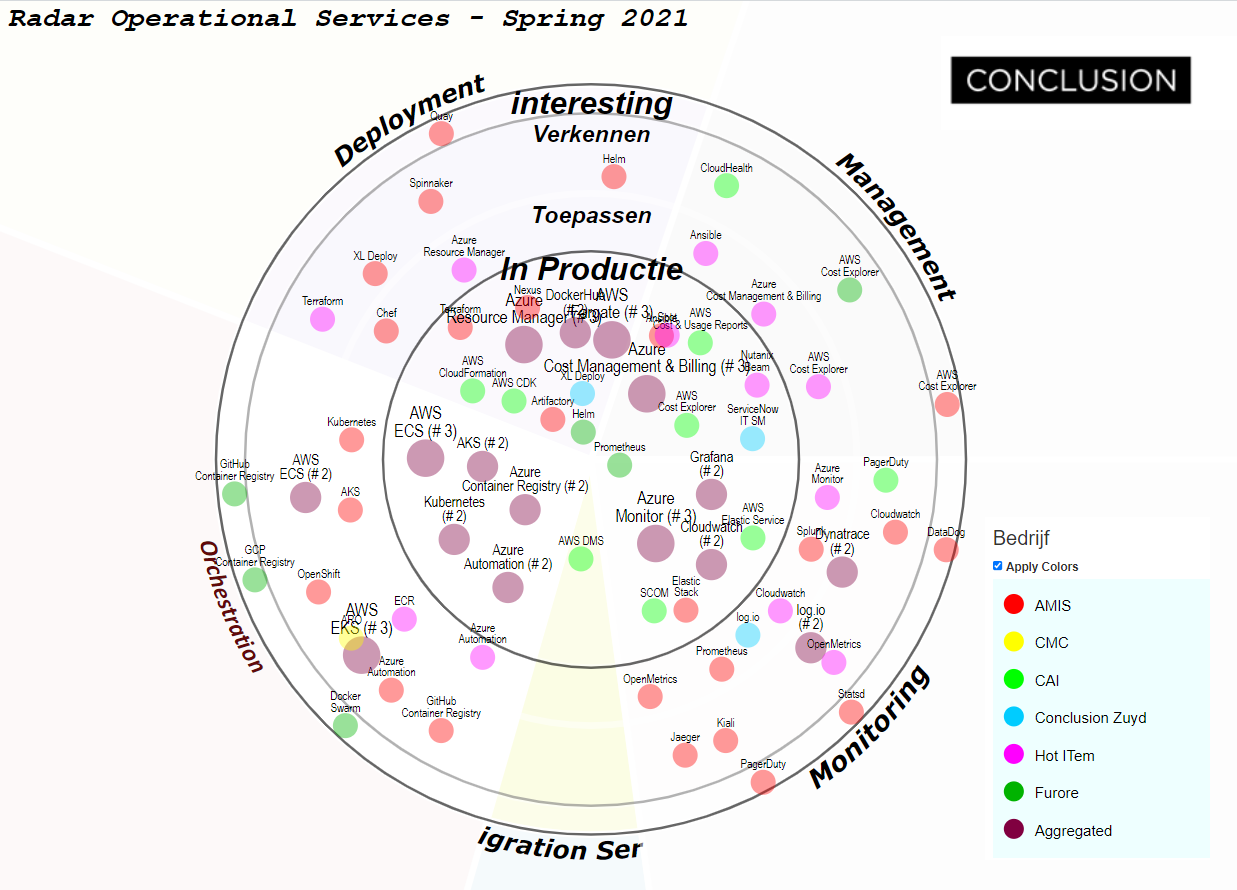 Radar Operational Services - Spring 2021
CONCLUSION
Deployment
interesting
Verkennen
Toepassen
In Productie
Management
Monitoring
igration Ser
Orchestration
Quay
Helm
CloudHealth
Spinnaker
Ansible
Azure
Resource Manager
XL Deploy
AWS
Cost Explorer
Azure
Cost Management & Billing
Terraform
Chef
Terraform
Nexus
Azure
Resource Manager (# 3)
DockerHub
(# 2)
AWS
Fargate (# 3)
Ansible
AWS
Cost & Usage Reports
Azure
Cost Management & Billing (# 3)
Nutanix
Beam
AWS
Cost Explorer
AWS
Cost Explorer
AWS
CloudFormation
AWS CDK
XL Deploy
Artifactory
Helm
AWS
Cost Explorer
ServiceNow
IT SM
Kubernetes
AWS
ECS (# 3)
AKS (# 2)
Prometheus
Grafana
(# 2)
Azure
Monitor
PagerDuty
GitHub
Container Registry
AWS
ECS (# 2)
AKS
Azure
Container Registry (# 2)
Kubernetes
(# 2)
Azure
Monitor (# 3)
Cloudwatch
(# 2)
AWS
Elastic Service
Splunk
Dynatrace
(# 2)
Cloudwatch
DataDog
GCP
Container Registry
OpenShift
Azure
Automation (# 2)
AWS DMS
SCOM
Elastic
Stack
Cloudwatch
log.io
log.io
(# 2)
OpenMetrics
ECR
ARO
AWS
EKS (# 3)
Azure
Automation
Azure
Automation
Prometheus
OpenMetrics
Docker
Swarm
GitHub
Container Registry
Statsd
Kiali
Jaeger
PagerDuty
Bedrijf
Apply Colors
AMIS
CMC
CAI
Conclusion Zuyd
Hot ITem
Furore
Aggregated